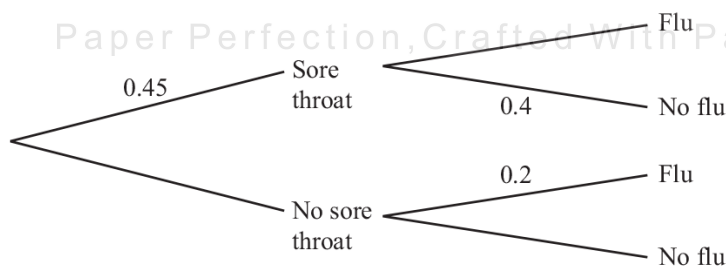 Paper Perfection, Crafted With Pa
Flu
0.45
Sore
throat
0.4
No flu
0.2
Flu
No sore
throat
No flu